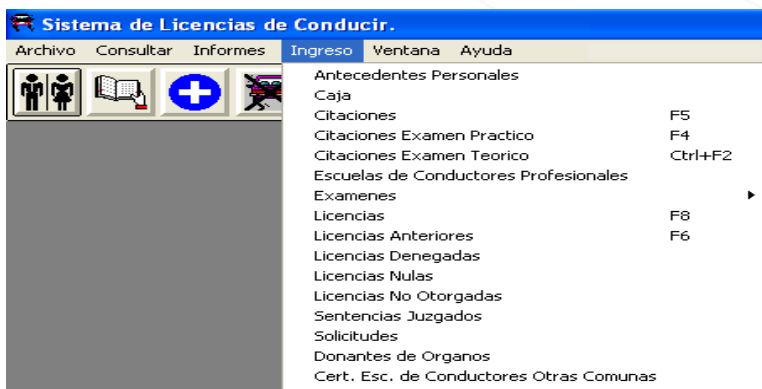 Sistema de Licencias de Conducir.
Archivo Consultar Informes Ingreso Ventana Ayuda
Antecedentes Personales
Caja
Citaciones F5
Citaciones Examen Practico F4
Citaciones Examen Teorico Ctrl+F2
Escuelas de Conductores Profesionales
Examenes
Licencias F8
Licencias Anteriores F6
Licencias Denegadas
Licencias Nulas
Licencias No Otorgadas
Sentencias Juzgados
Solicitudes
Donantes de Organos
Cert. Esc. de Conductores Otras Comunas